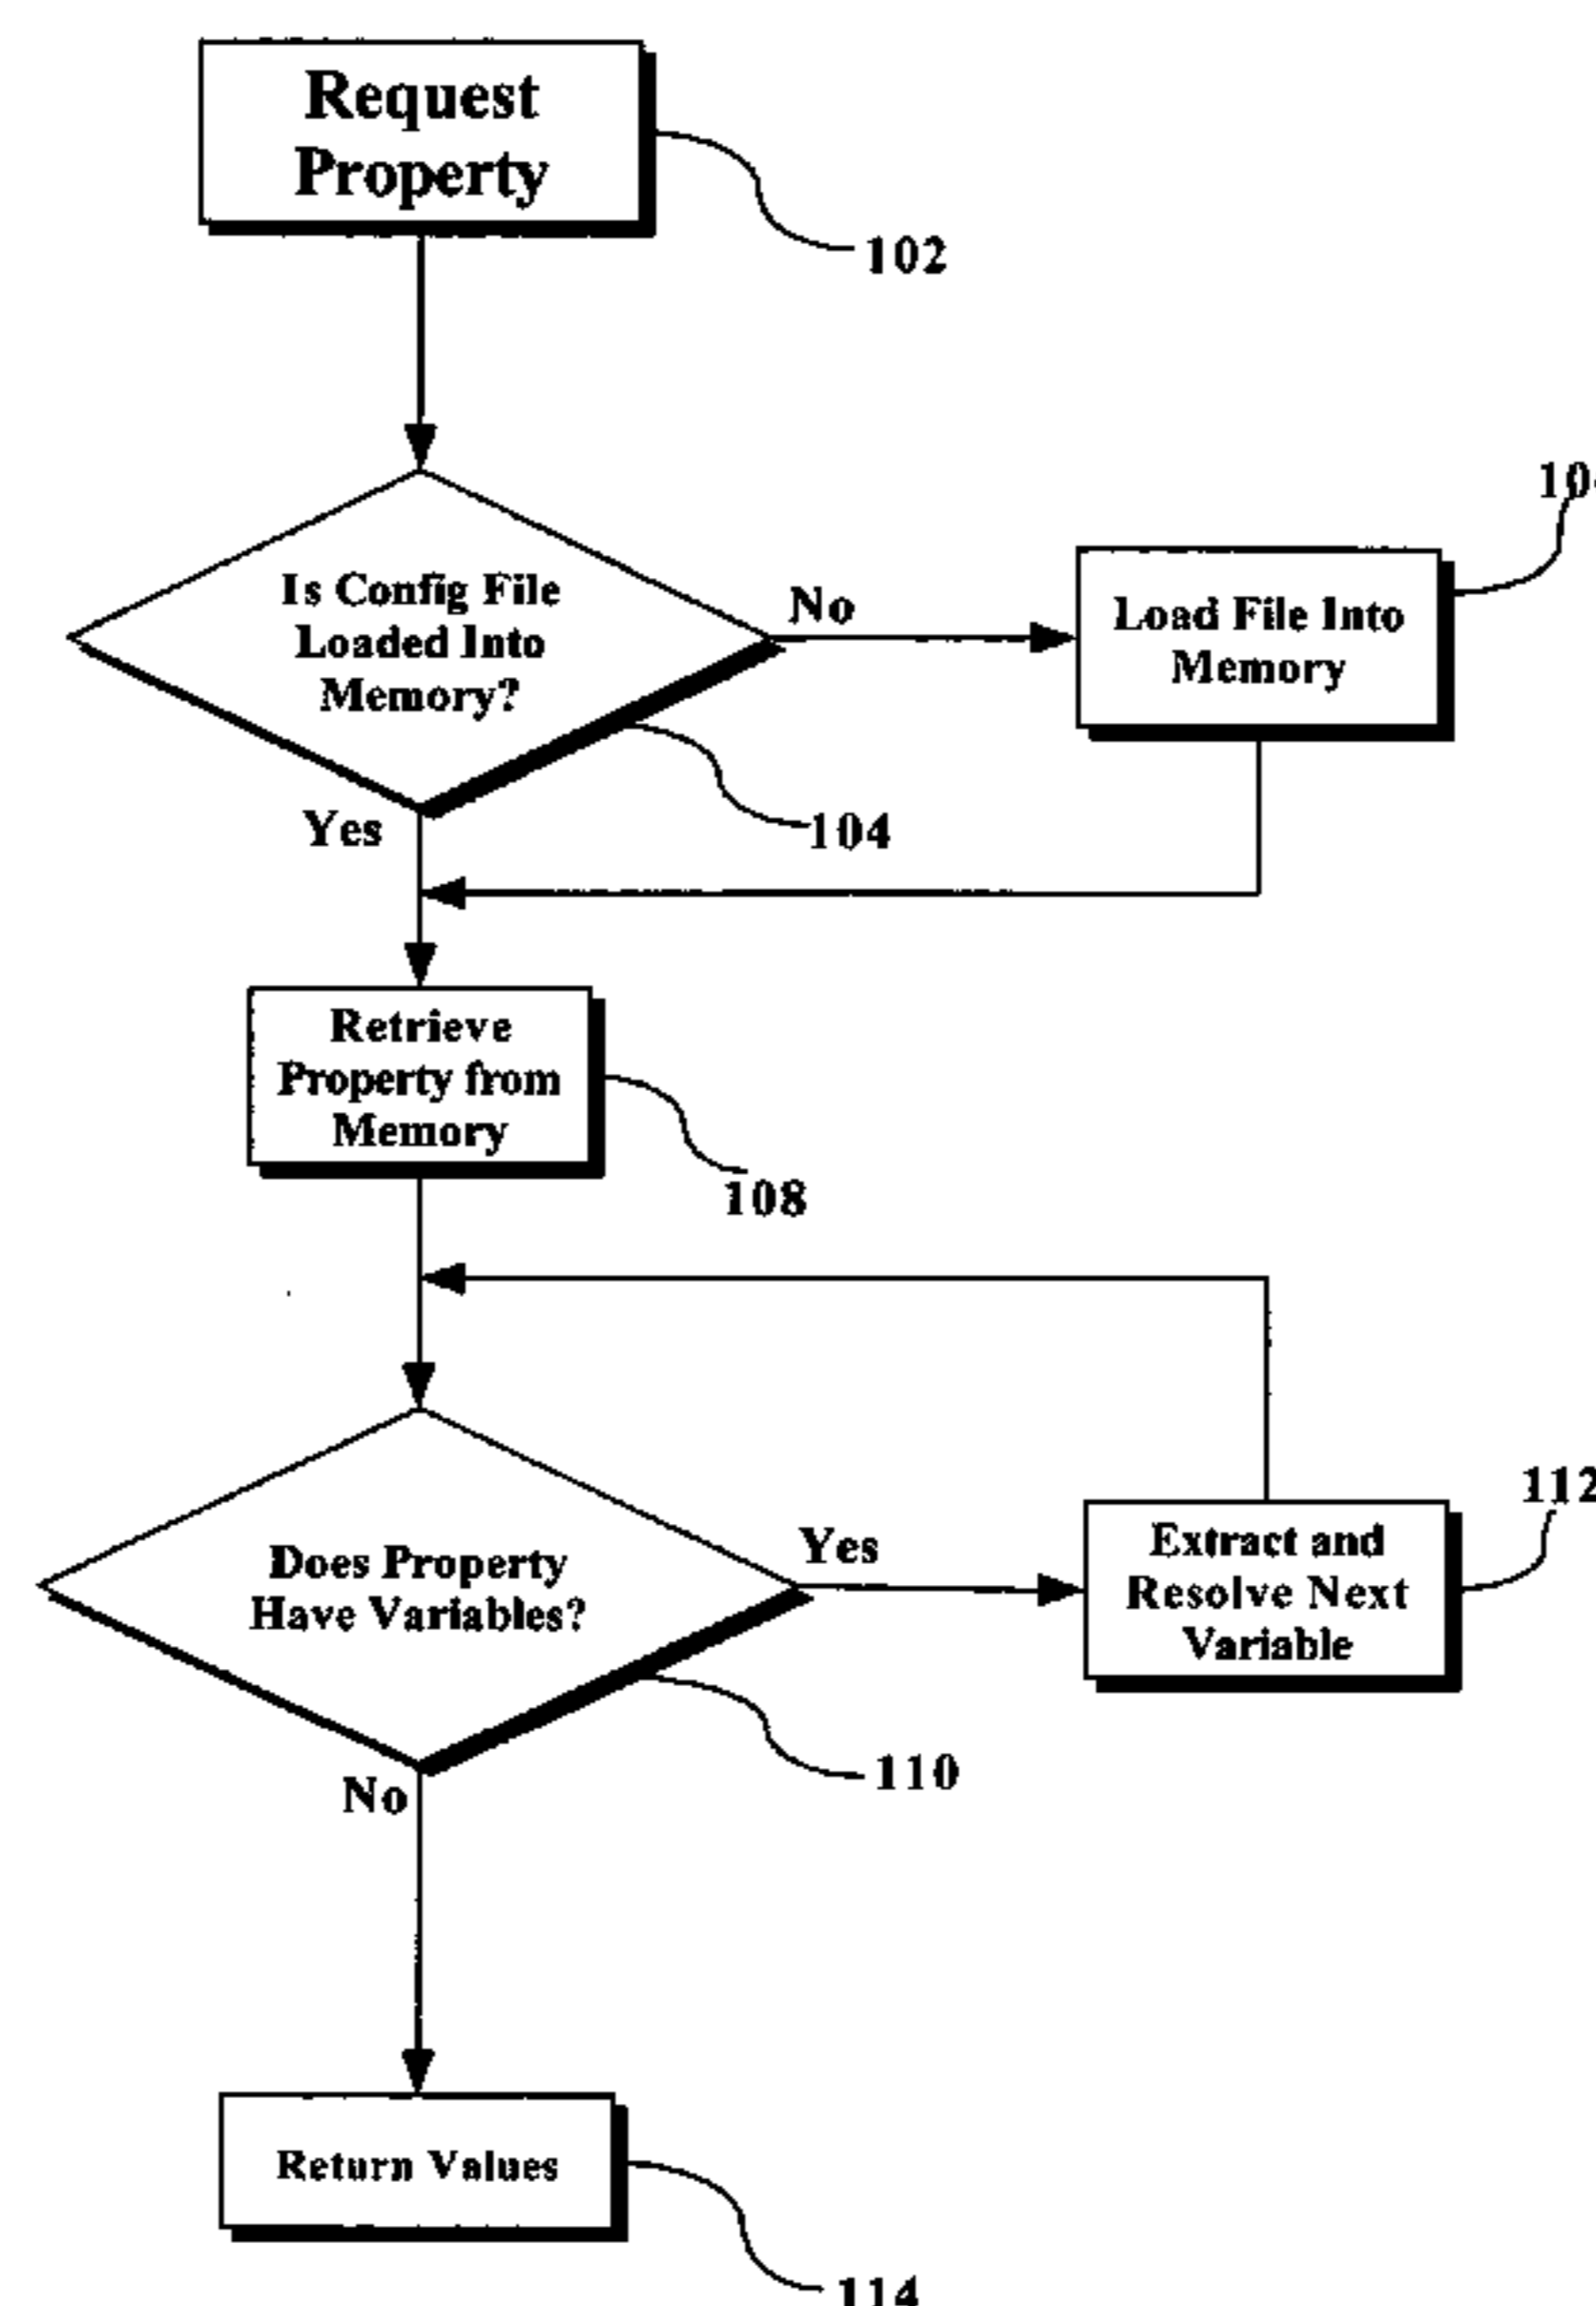 Request
Property
102
Is Config File
Loaded Into
Memory?
No
Load File Into
Memory
104
Yes
Retrieve
Property from
Memory
108
Does Property
Have Variables?
Yes
Extract and
Resolve Next
Variable
112
110
No
Return Values
114